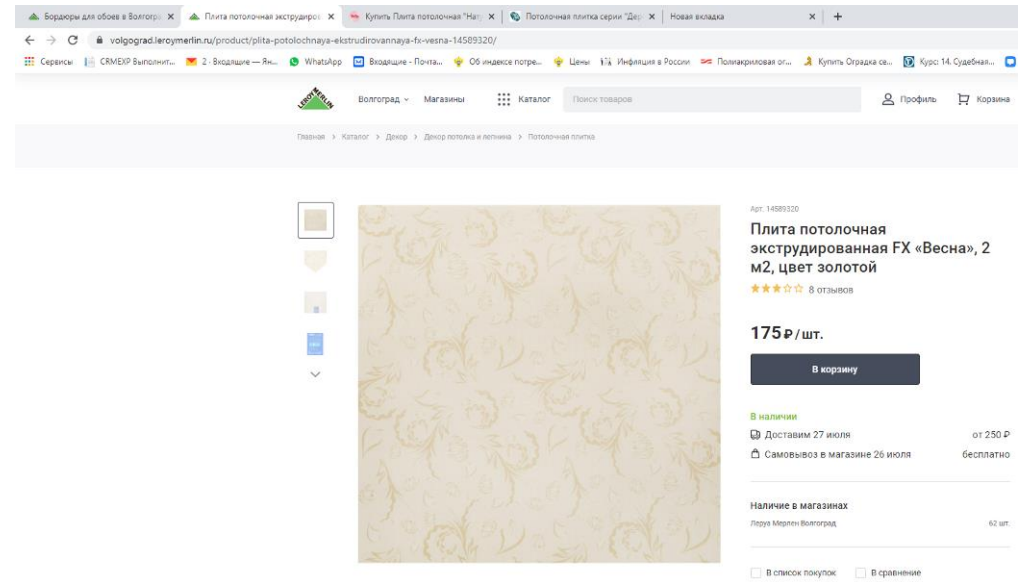 Бордюры для обоев в Волгогр
Плита потолочная экструдирос
Купить Плита потолочная "Нату
Потолочная плитка серии "Дер
Новая вкладка
volgograd.leroymerlin.ru/product/plita-potolochnaya-ekstrudirovannaya-fx-vesna-14589320/
Сервисы
CRMEXP Выполнит...
2 · Входящие — Ян...
WhatsApp
Входящие - Почта...
Об индексе потре...
Цены
Инфляция в России
Полиакриловая ог...
Купить Оградка се...
Курс: 14. Судебная...
LEROY MERLIN
Волгоград
Магазины
Каталог
Поиск товаров
Профиль
Корзина
Главная > Каталог > Декор > Декор потолка и лепнина > Потолочная плитка
Арт. 14589320
Плита потолочная
экструдированная FX «Весна», 2
м2, цвет золотой
8 отзывов
175 ₽/шт.
В корзину
В наличии
Доставим 27 июля от 250 ₽
Самовывоз в магазине 26 июля бесплатно
Наличие в магазинах
Леруа Мерлен Волгоград 62 шт.
В список покупок В сравнение